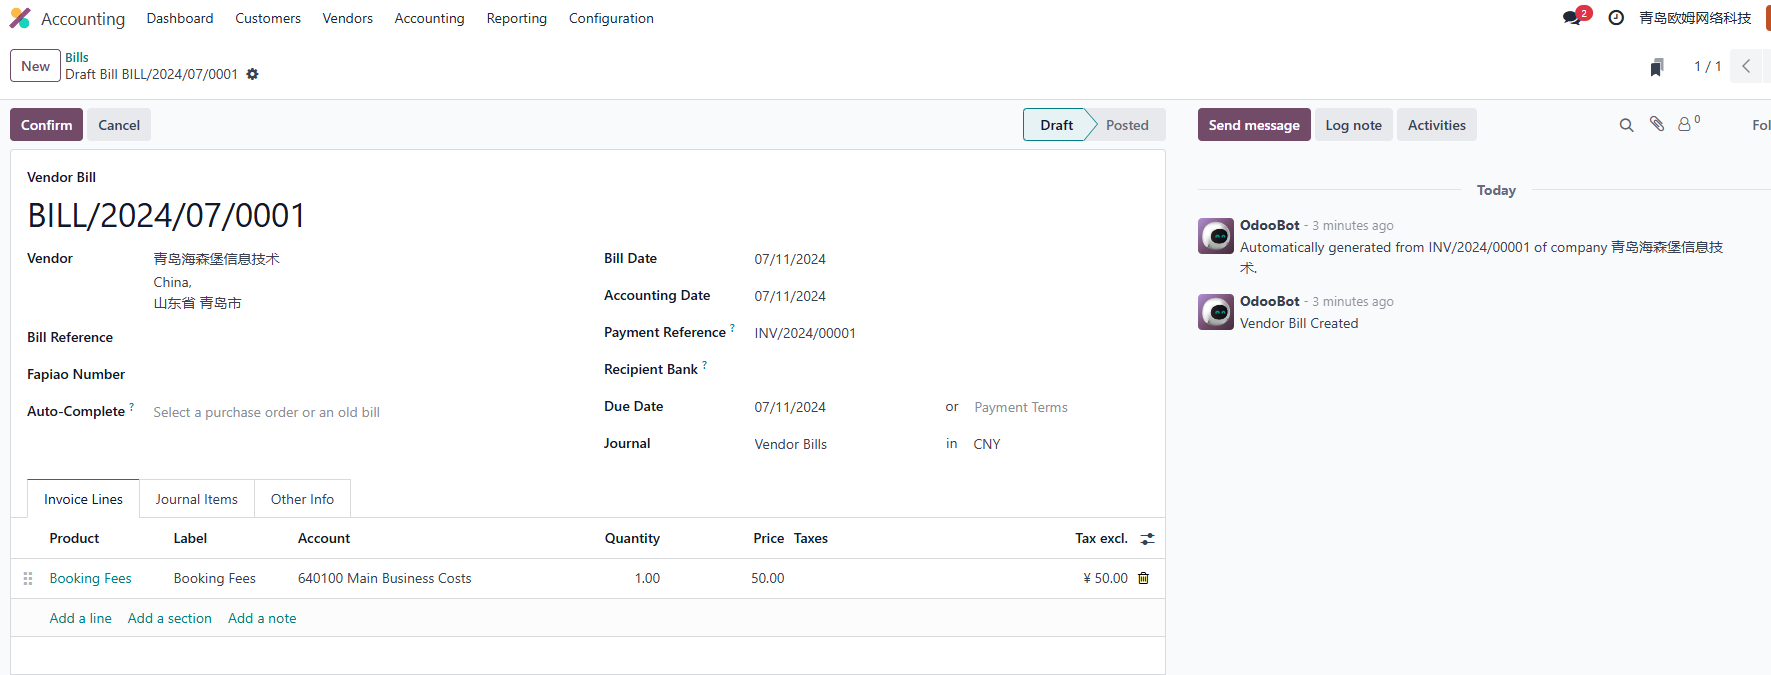 Accounting Dashboard Customers Vendors Accounting Reporting Configuration 2 青岛欧姆网络科技
New Bills
Draft Bill BILL/2024/07/0001 1 / 1
Confirm Cancel Draft Posted Send message Log note Activities 0 Fol
Vendor Bill
BILL/2024/07/0001
Vendor 青岛海森堡信息技术
China,
山东省 青岛市
Bill Reference
Fapiao Number
Auto-Complete ? Select a purchase order or an old bill
Bill Date 07/11/2024
Accounting Date 07/11/2024
Payment Reference ? INV/2024/00001
Recipient Bank ?
Due Date 07/11/2024 or Payment Terms
Journal Vendor Bills in CNY
Invoice Lines Journal Items Other Info
Product Label Account Quantity Price Taxes Tax excl.
Booking Fees Booking Fees 640100 Main Business Costs 1.00 50.00 ¥ 50.00
Add a line Add a section Add a note
Today
OdooBot - 3 minutes ago
Automatically generated from INV/2024/00001 of company 青岛海森堡信息技
术.
OdooBot - 3 minutes ago
Vendor Bill Created